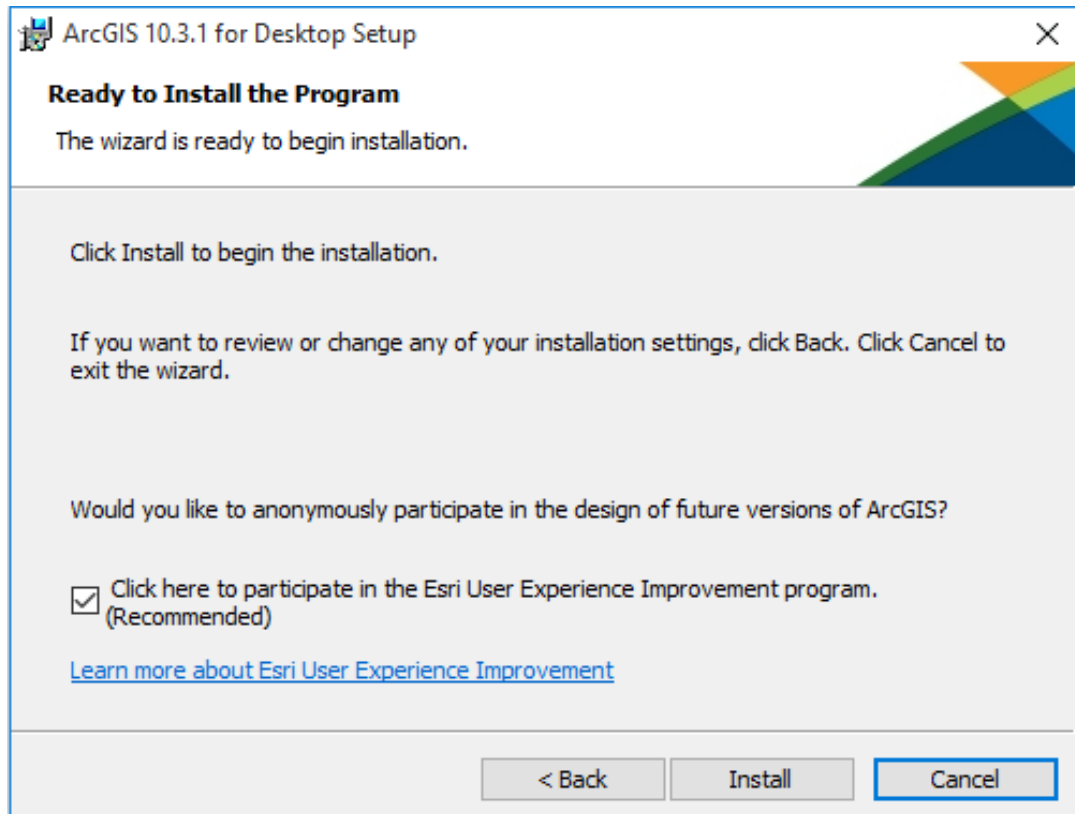 ArcGIS 10.3.1 for Desktop Setup
Ready to Install the Program
The wizard is ready to begin installation.
Click Install to begin the installation.
If you want to review or change any of your installation settings, click Back. Click Cancel to
exit the wizard.
Would you like to anonymously participate in the design of future versions of ArcGIS?
Click here to participate in the Esri User Experience Improvement program.
(Recommended)
Learn more about Esri User Experience Improvement
< Back
Install
Cancel